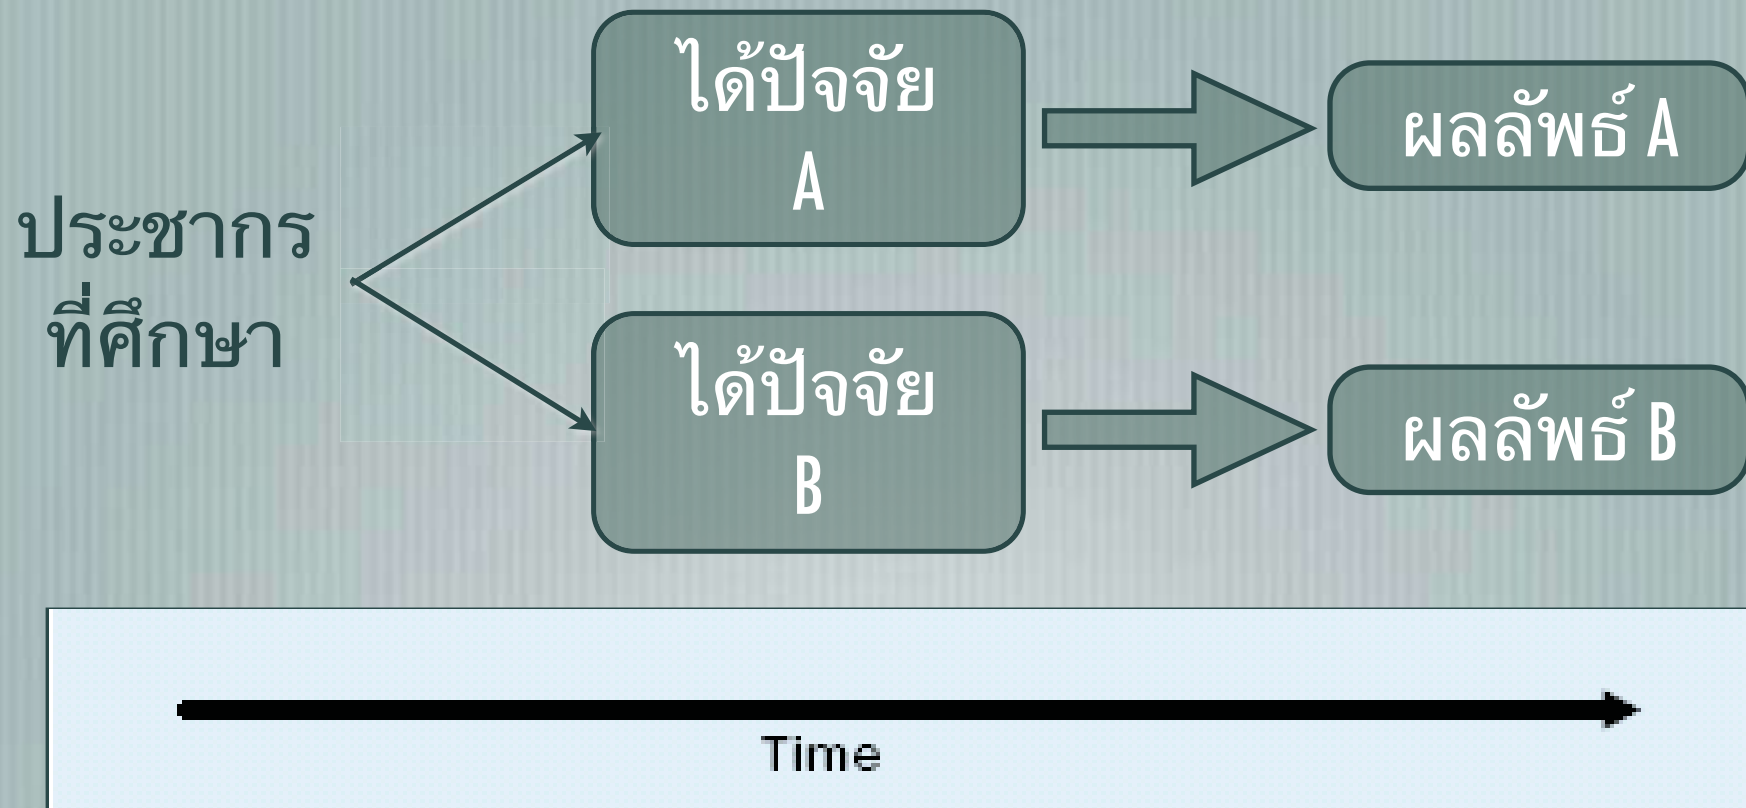 ประชากร
ที่ศึกษา
ได้ปัจจัย
A
ผลลัพธ์ A
ได้ปัจจัย
B
ผลลัพธ์ B
Time